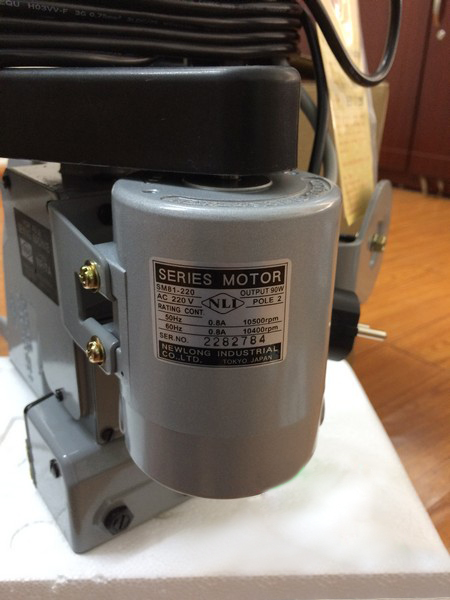 SERIES MOTOR
SM81-220 OUTPUT 90W
AC 220 V NLI POLE 2
RATING CONT.
50Hz 0.8A 10500rpm
60Hz 0.8A 10400rpm
SER.NO. 2282784
NEWLONG INDUSTRIAL
CO.,LTD. TOKYO JAPAN